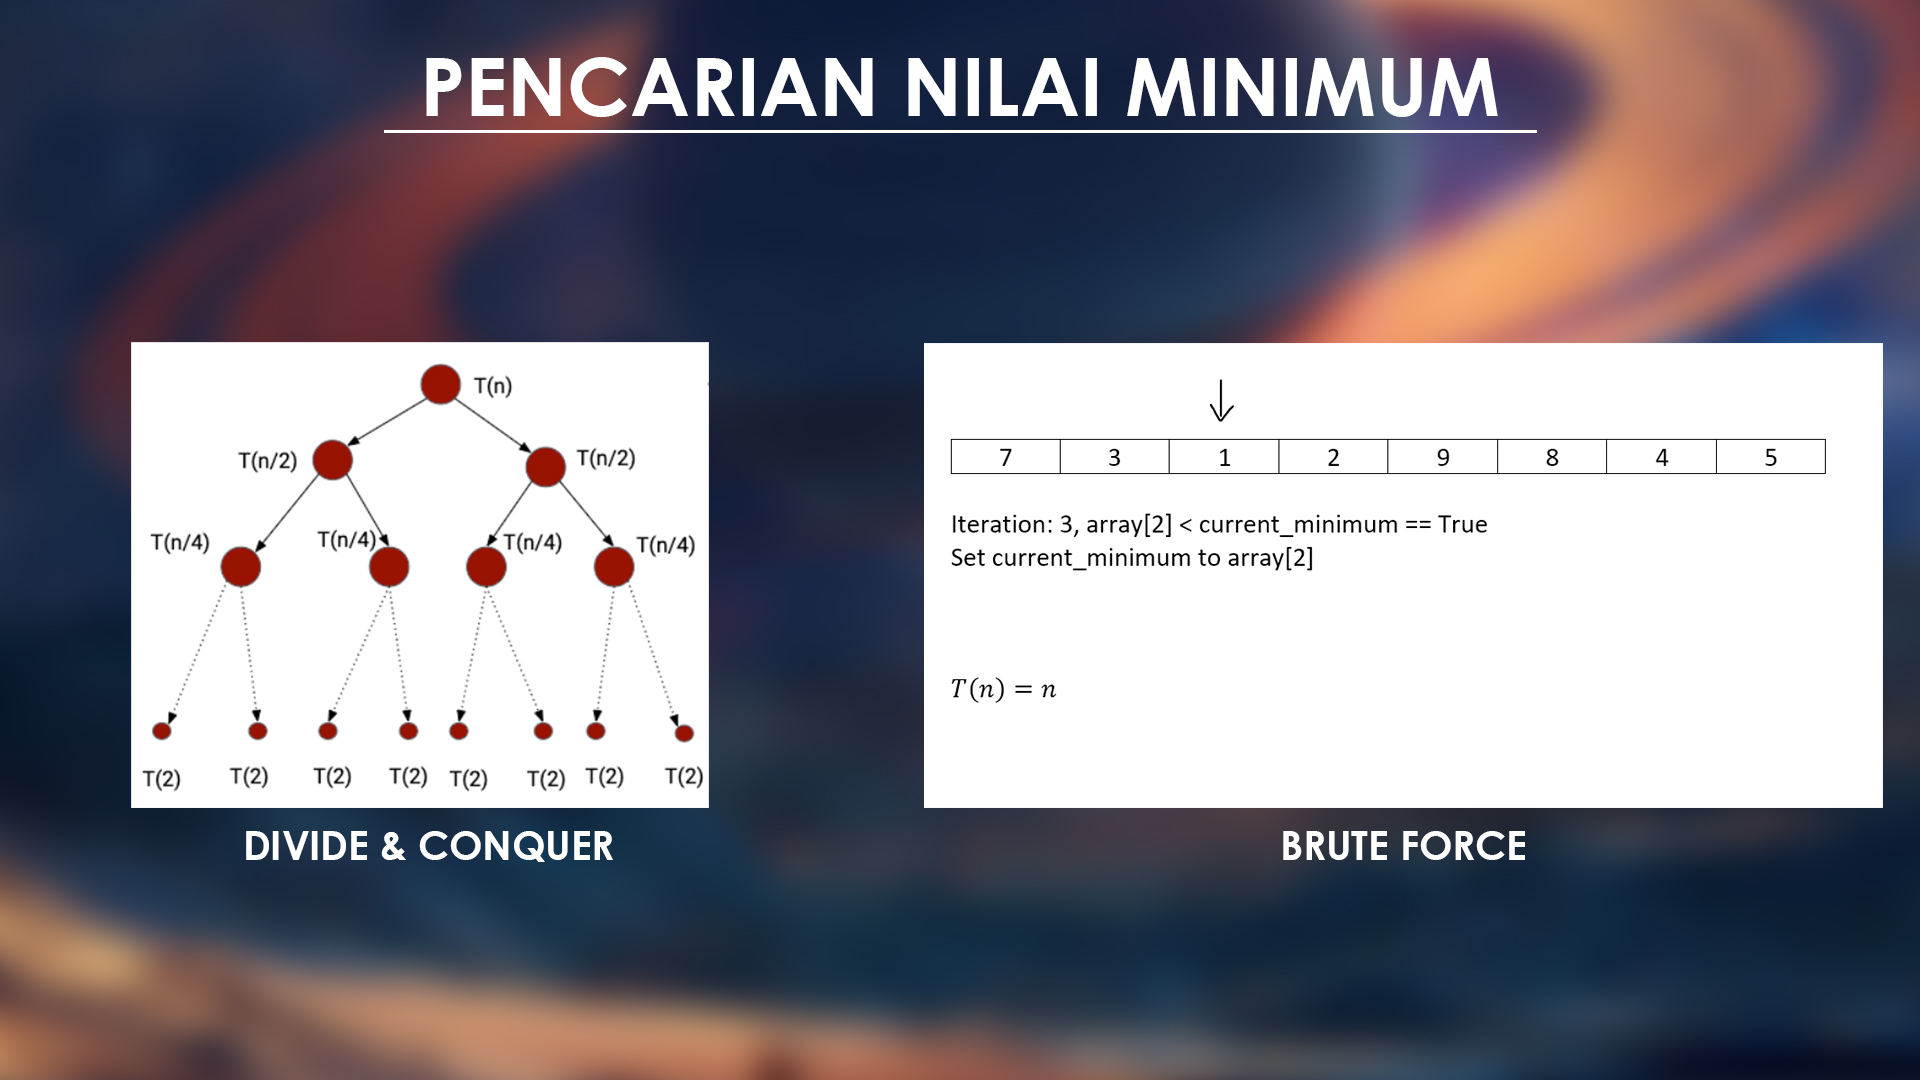 PENCARIAN NILAI MINIMUM
T(n)
T(n/2)
T(n/2)
T(n/4)
T(n/4)
T(n/4)
T(n/4)
T(2)
T(2)
T(2)
T(2)
T(2)
T(2)
T(2)
T(2)
DIVIDE & CONQUER
7 3 1 2 9 8 4 5
Iteration: 3, array[2] < current_minimum == True
Set current_minimum to array[2]
T(n) = n
BRUTE FORCE